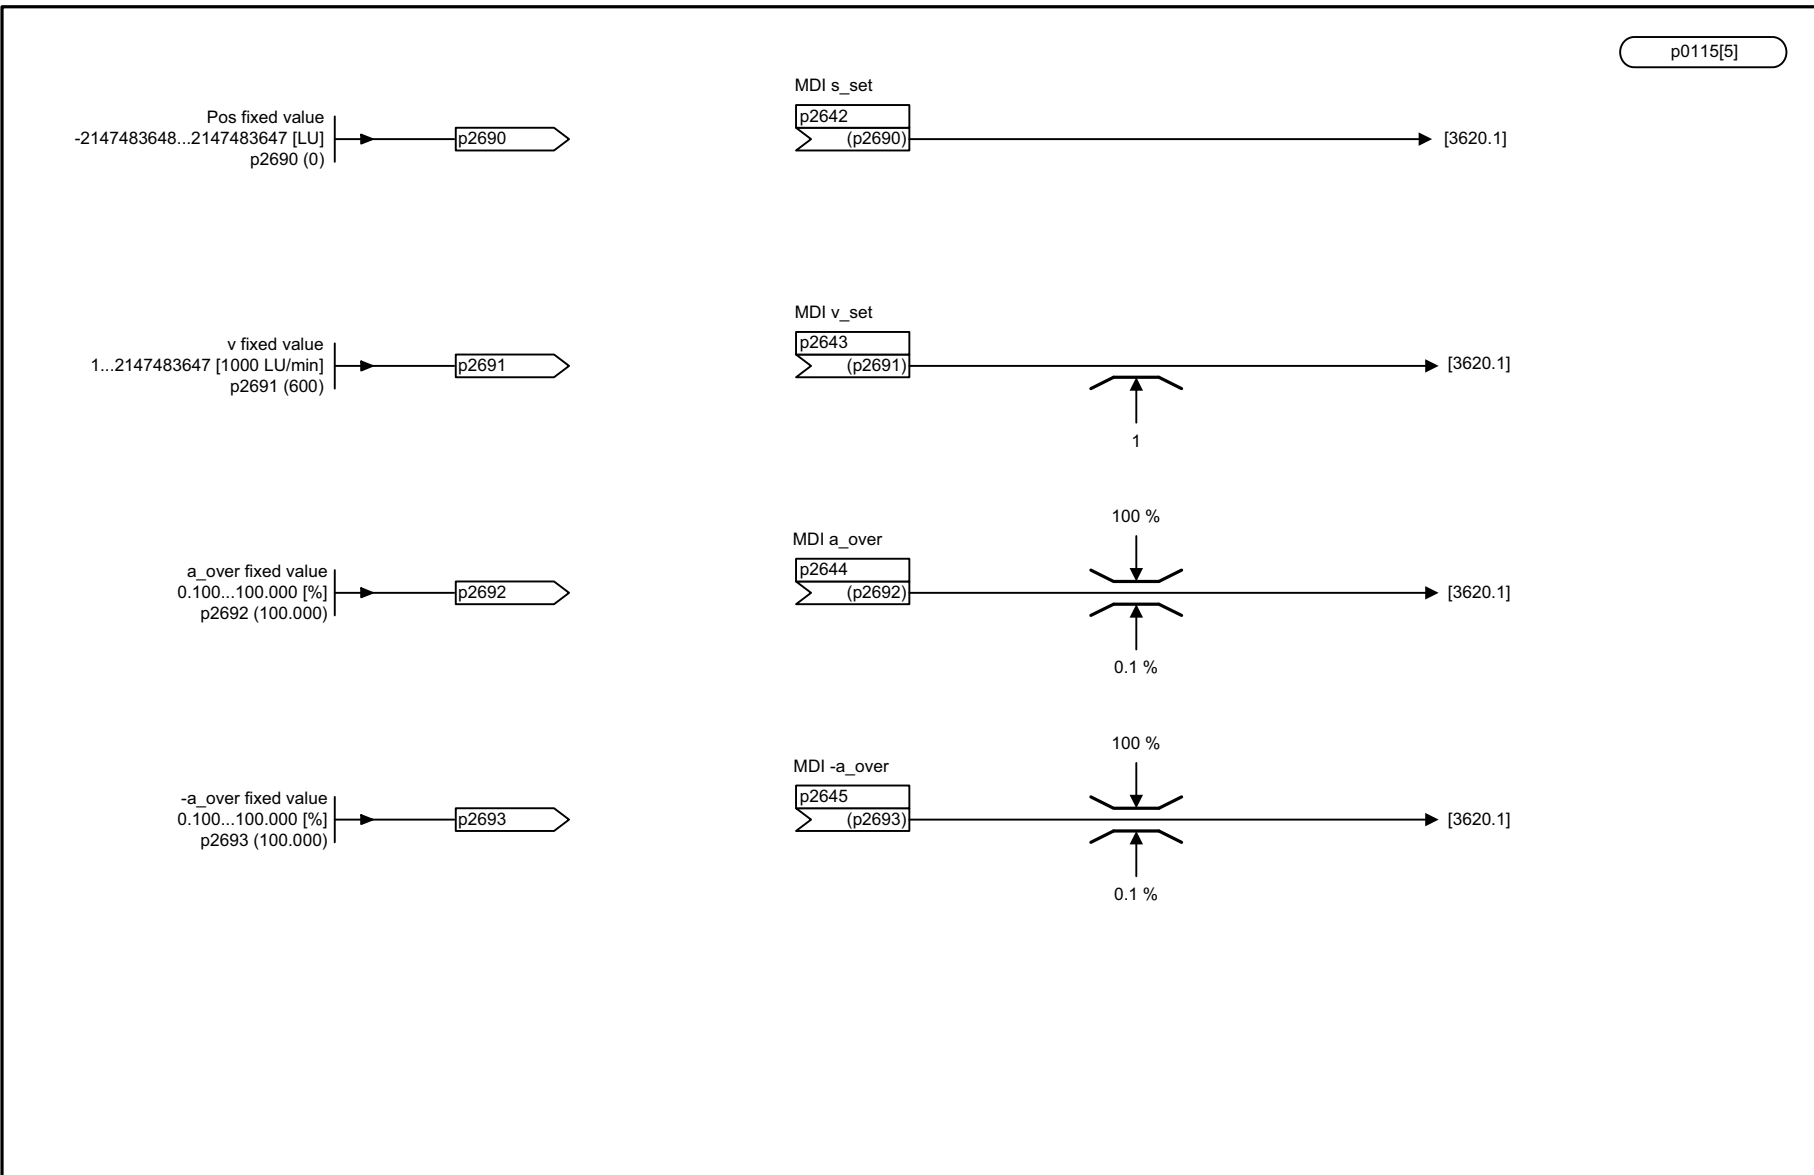 p0115[5]
MDI s_set
Pos fixed value
-2147483648...2147483647 [LU]
p2690 (0)
p2690
p2642
(p2690)
[3620.1]
MDI v_set
v fixed value
1...2147483647 [1000 LU/min]
p2691 (600)
p2691
p2643
(p2691)
[3620.1]
1
100 %
MDI a_over
a_over fixed value
0.100...100.000 [%]
p2692 (100.000)
p2692
p2644
(p2692)
[3620.1]
0.1 %
100 %
MDI -a_over
-a_over fixed value
0.100...100.000 [%]
p2693 (100.000)
p2693
p2645
(p2693)
[3620.1]
0.1 %